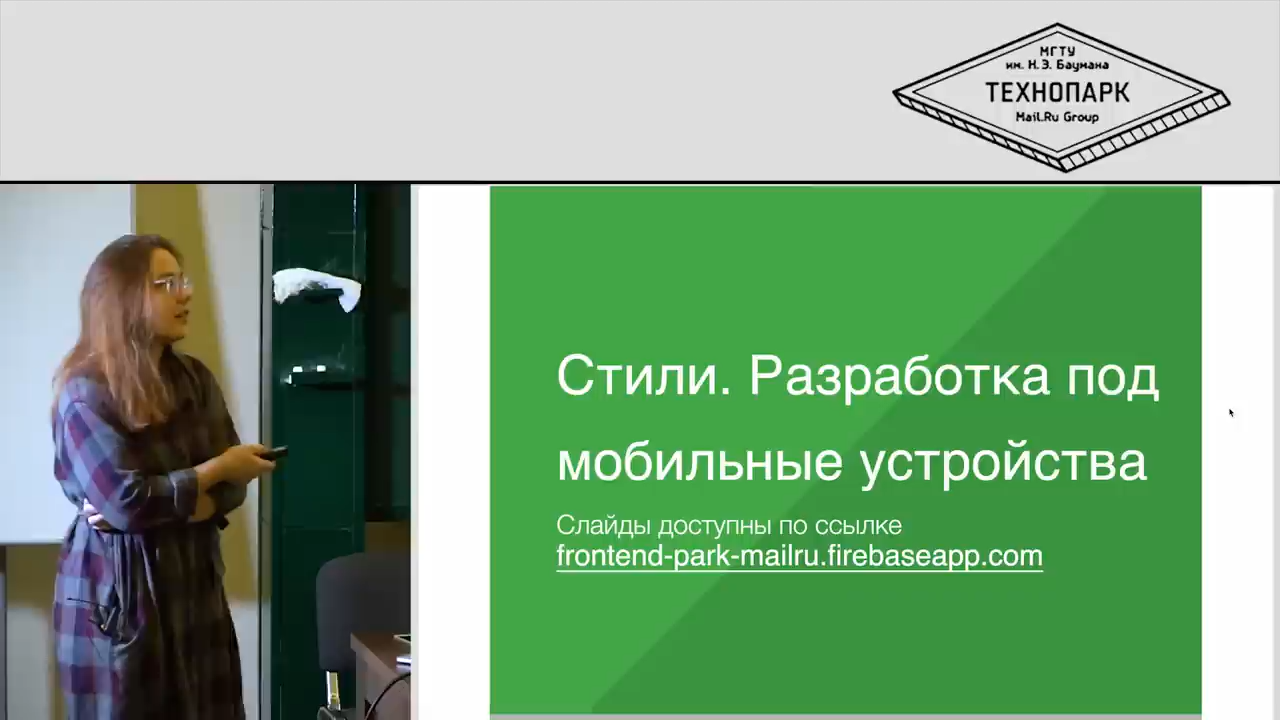 МГТУ
им. Н.Э. Баумана
ТЕХНОПАРК
Mail.Ru Group
Стили. Разработка под
мобильные устройства
Слайды доступны по ссылке
frontend-park-mailru.firebaseapp.com